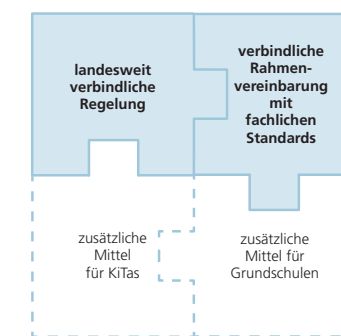 landesweit
verbindliche
Regelung
verbindliche
Rahmen-
vereinbarung
mit
fachlichen
Standards
zusätzliche
Mittel
für KiTas
zusätzliche
Mittel für
Grundschulen